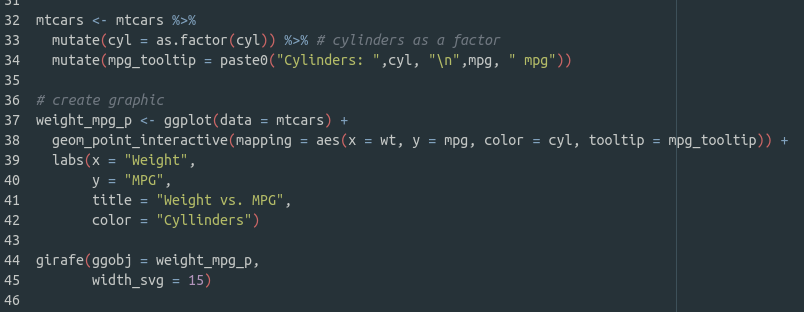 31
32 mtcars <- mtcars %>%
33   mutate(cyl = as.factor(cyl)) %>% # cylinders as a factor
34   mutate(mpg_tooltip = paste0("Cylinders: ",cyl, "\n",mpg, " mpg"))
35
36 # create graphic
37 weight_mpg_p <- ggplot(data = mtcars) +
38   geom_point_interactive(mapping = aes(x = wt, y = mpg, color = cyl, tooltip = mpg_tooltip)) +
39   labs(x = "Weight",
40        y = "MPG",
41        title = "Weight vs. MPG",
42        color = "Cyllinders")
43
44 girafe(ggobj = weight_mpg_p,
45        width_svg = 15)
46